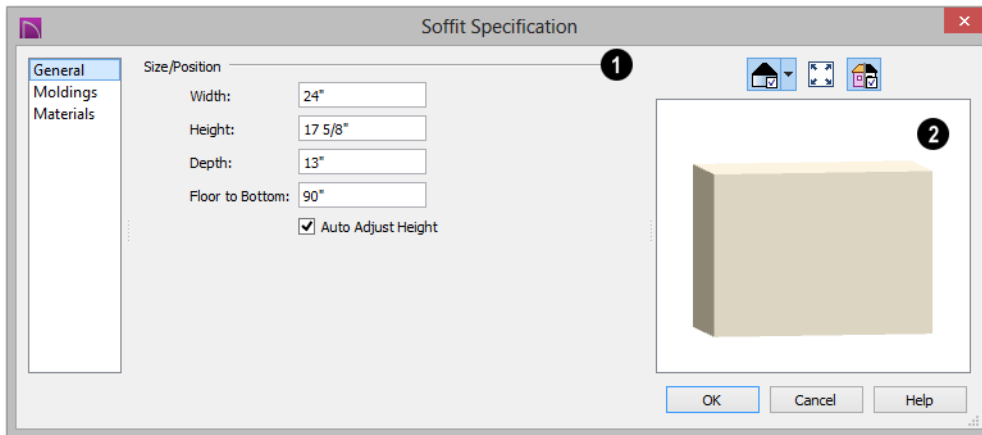 Soffit Specification
General
Moldings
Materials
Size/Position
1
Width: 24"
Height: 17 5/8"
Depth: 13"
Floor to Bottom: 90"
Auto Adjust Height
2
OK Cancel Help